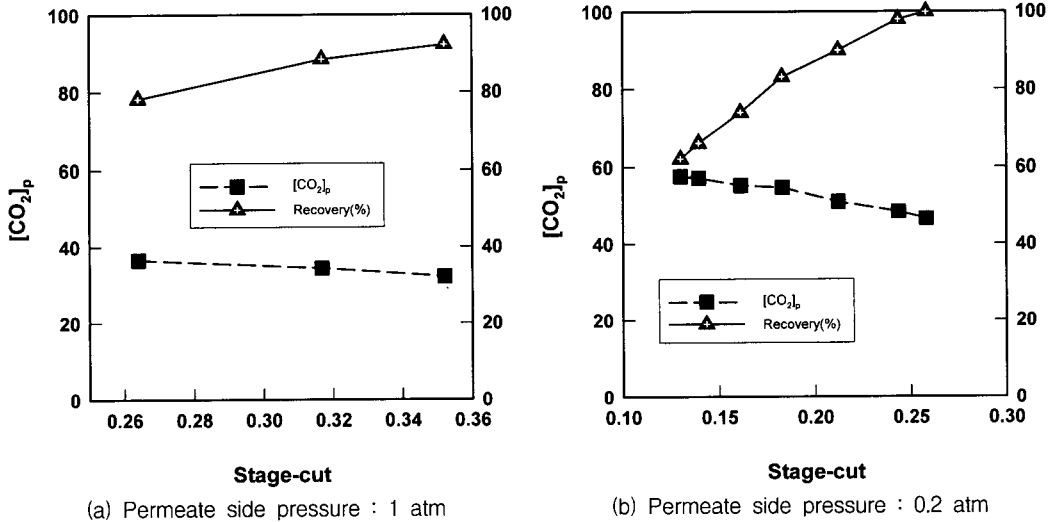 100
80
60
40
20
0
[CO₂]ₚ
100
80
60
40
20
0
[CO₂]ₚ
Recovery(%)
0.26 0.28 0.30 0.32 0.34 0.36
Stage-cut
(a) Permeate side pressure : 1 atm
100
80
60
40
20
0
[CO₂]ₚ
100
80
60
40
20
0
[CO₂]ₚ
Recovery(%)
0.10 0.15 0.20 0.25 0.30
Stage-cut
(b) Permeate side pressure : 0.2 atm